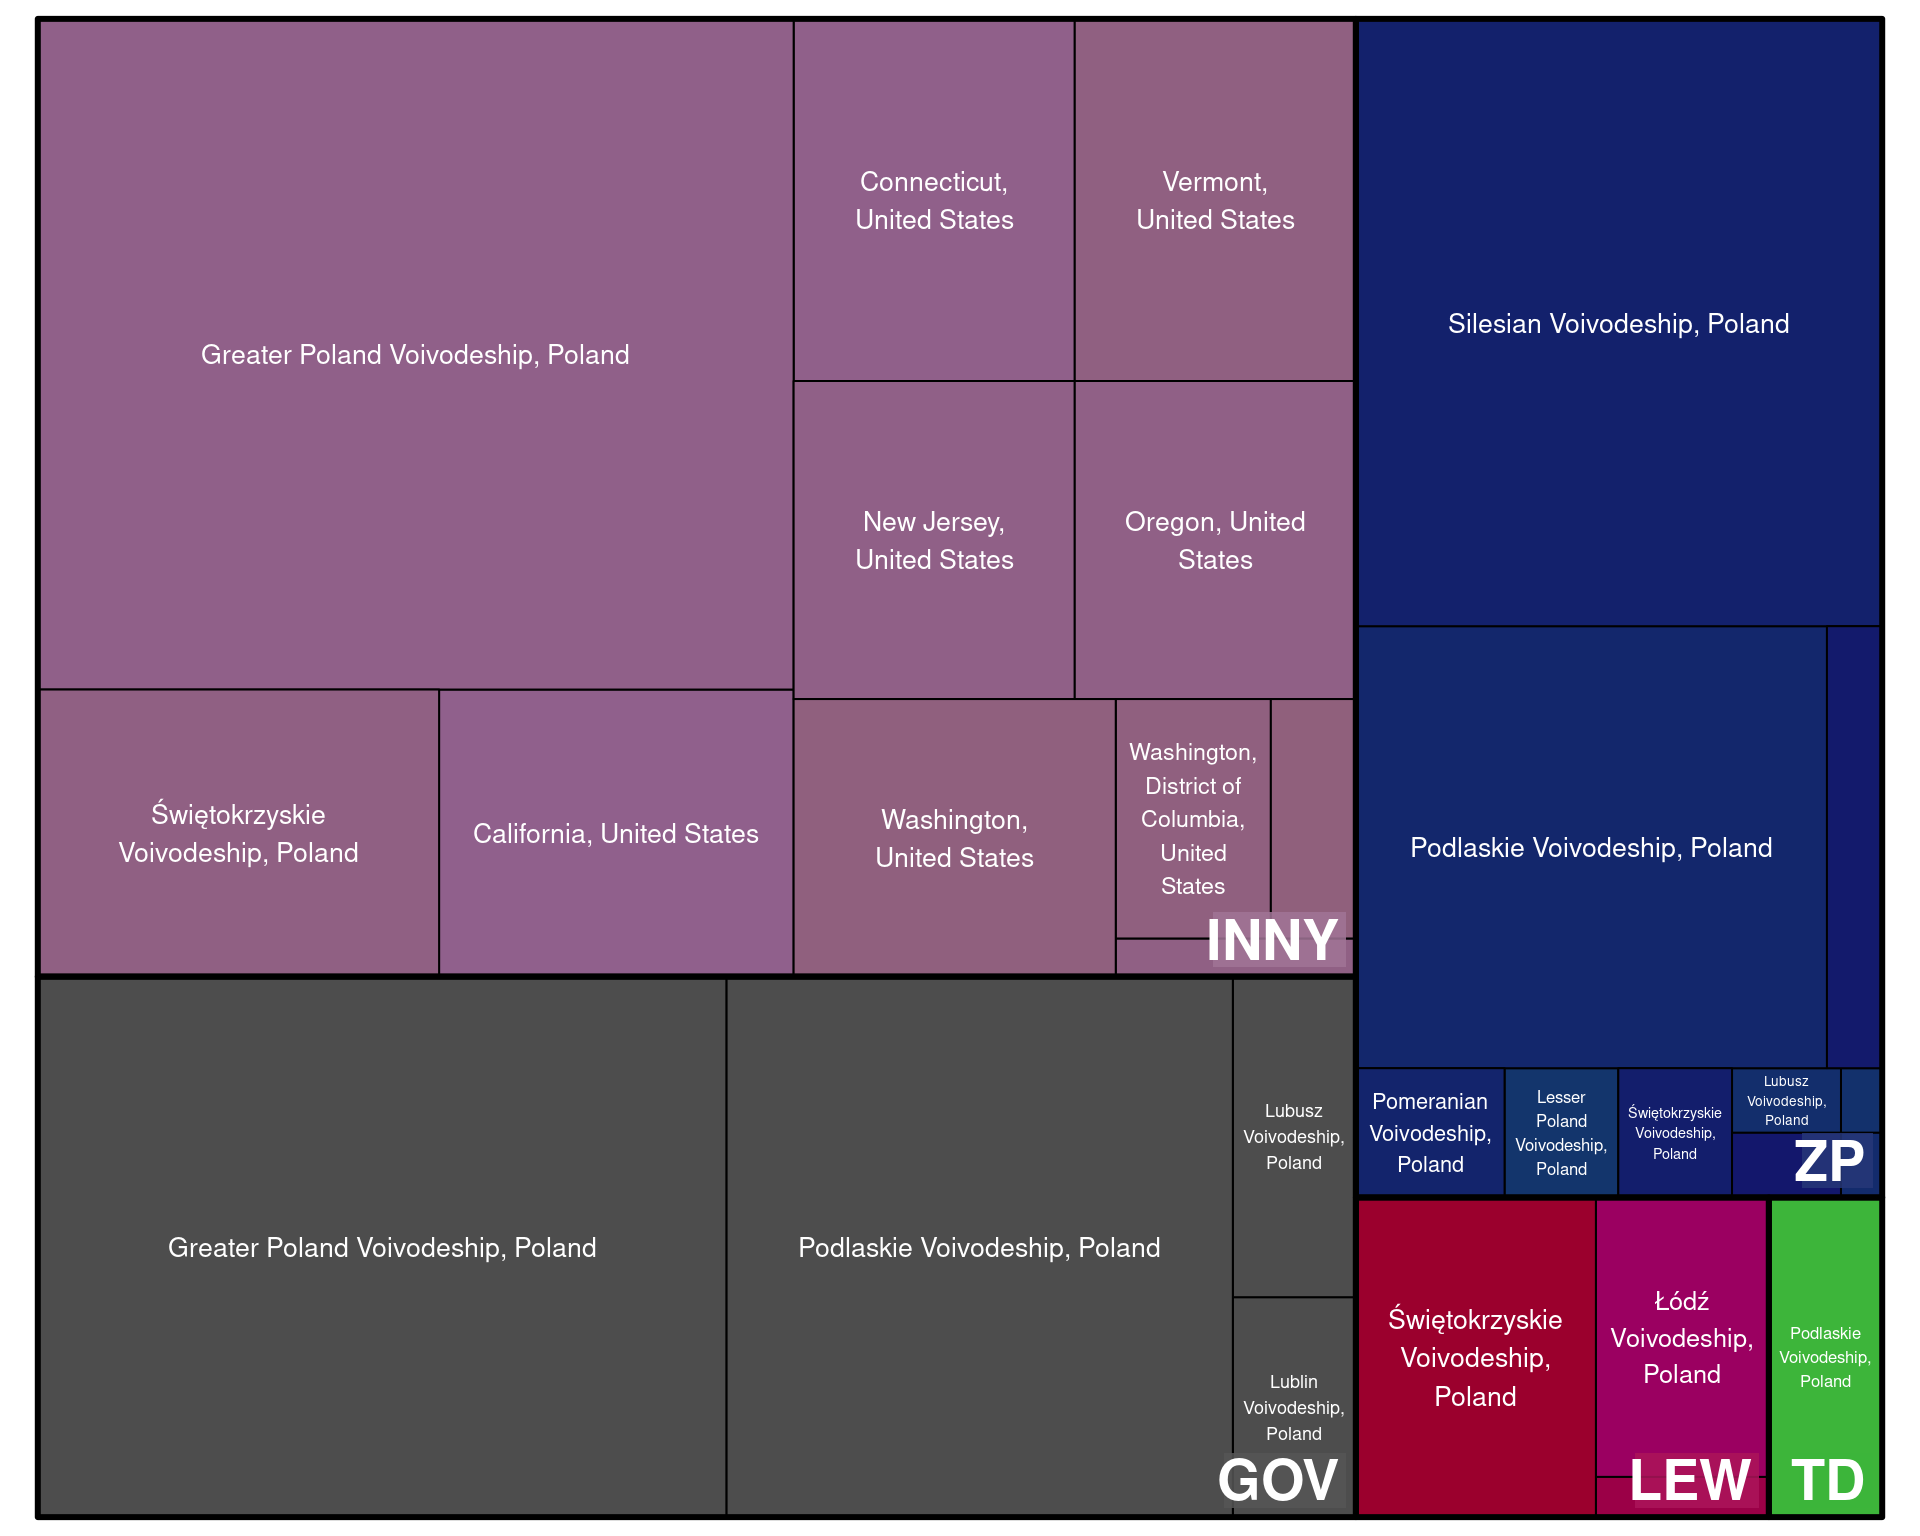 Greater Poland Voivodeship, Poland
Connecticut,
United States
Vermont,
United States
New Jersey,
United States
Oregon, United
States
Świętokrzyskie
Voivodeship, Poland
California, United States
Washington,
United States
Washington,
District of
Columbia,
United
States
INNY
Silesian Voivodeship, Poland
Podlaskie Voivodeship, Poland
Pomeranian
Voivodeship,
Poland
Lesser
Poland
Voivodeship,
Poland
Świętokrzyskie
Voivodeship,
Poland
Lubusz
Voivodeship,
Poland
ZP
Greater Poland Voivodeship, Poland
Podlaskie Voivodeship, Poland
Lubusz
Voivodeship,
Poland
Lublin
Voivodeship,
Poland
GOV
Świętokrzyskie
Voivodeship,
Poland
Łódź
Voivodeship,
Poland
LEW
Podlaskie
Voivodeship,
Poland
TD